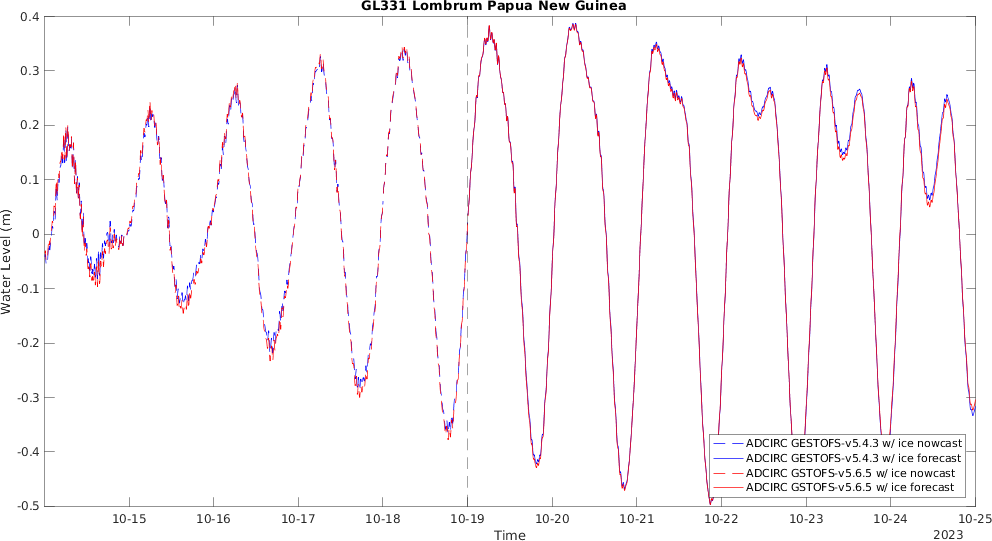 GL331 Lombrum Papua New Guinea
0.4
0.3
0.2
0.1
0
-0.1
-0.2
-0.3
-0.4
-0.5
Water Level (m)
ADCIRC GESTOFS-v5.4.3 w/ ice nowcast
ADCIRC GESTOFS-v5.4.3 w/ ice forecast
ADCIRC GSTOFS-v5.6.5 w/ ice nowcast
ADCIRC GSTOFS-v5.6.5 w/ ice forecast
10-15 10-16 10-17 10-18 10-19 10-20 10-21 10-22 10-23 10-24 10-25
Time
2023